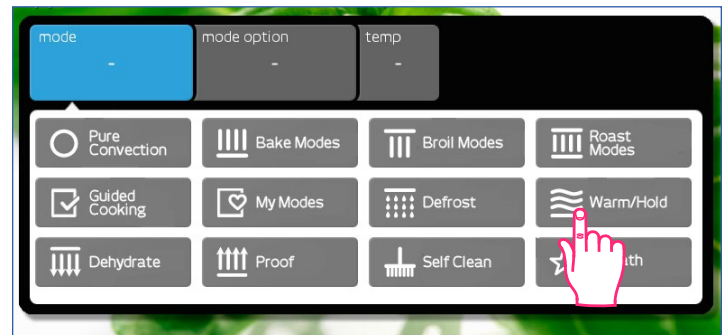 mode
mode option
temp
-
-
-
Pure
Convection
Bake Modes
Broil Modes
Roast
Modes
Guided
Cooking
My Modes
Defrost
Warm/Hold
Dehydrate
Proof
Self Clean